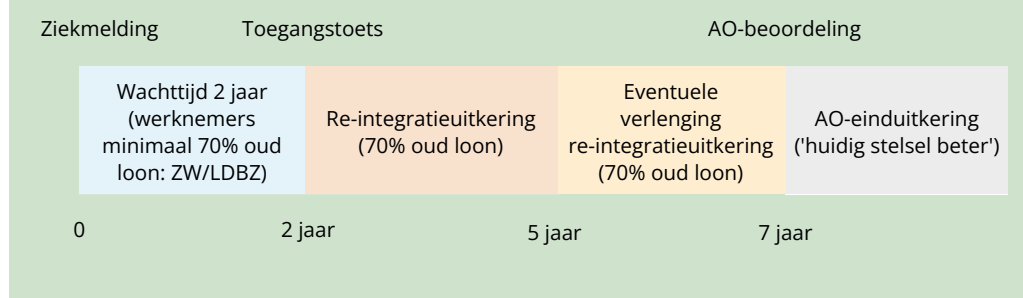 Ziekmelding
Toegangstoets
AO-beoordeling
Wachttijd 2 jaar
(werknemers
minimaal 70% oud
loon: ZW/LDBZ)
Re-integratieuitkering
(70% oud loon)
Eventuele
verlenging
re-integratieuitkering
(70% oud loon)
AO-einduitkering
('huidig stelsel beter')
0
2 jaar
5 jaar
7 jaar